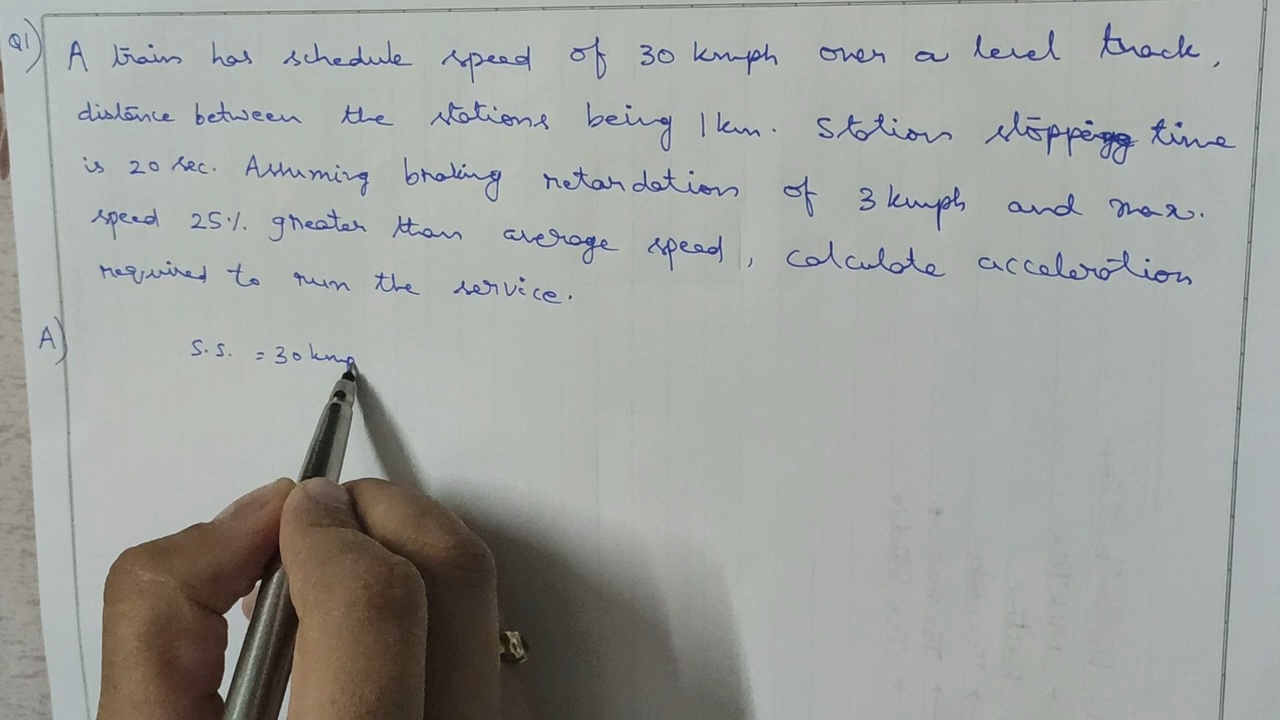 Q1) A train has schedule speed of 30 kmph over a level track,
distance between the stations being 1 km. Station stopping time
is 20 sec. Assuming braking retardation of 3 kmph and max.
speed 25% greater than average speed, calculate acceleration
required to run the service.
A) S.S. = 30 kmp